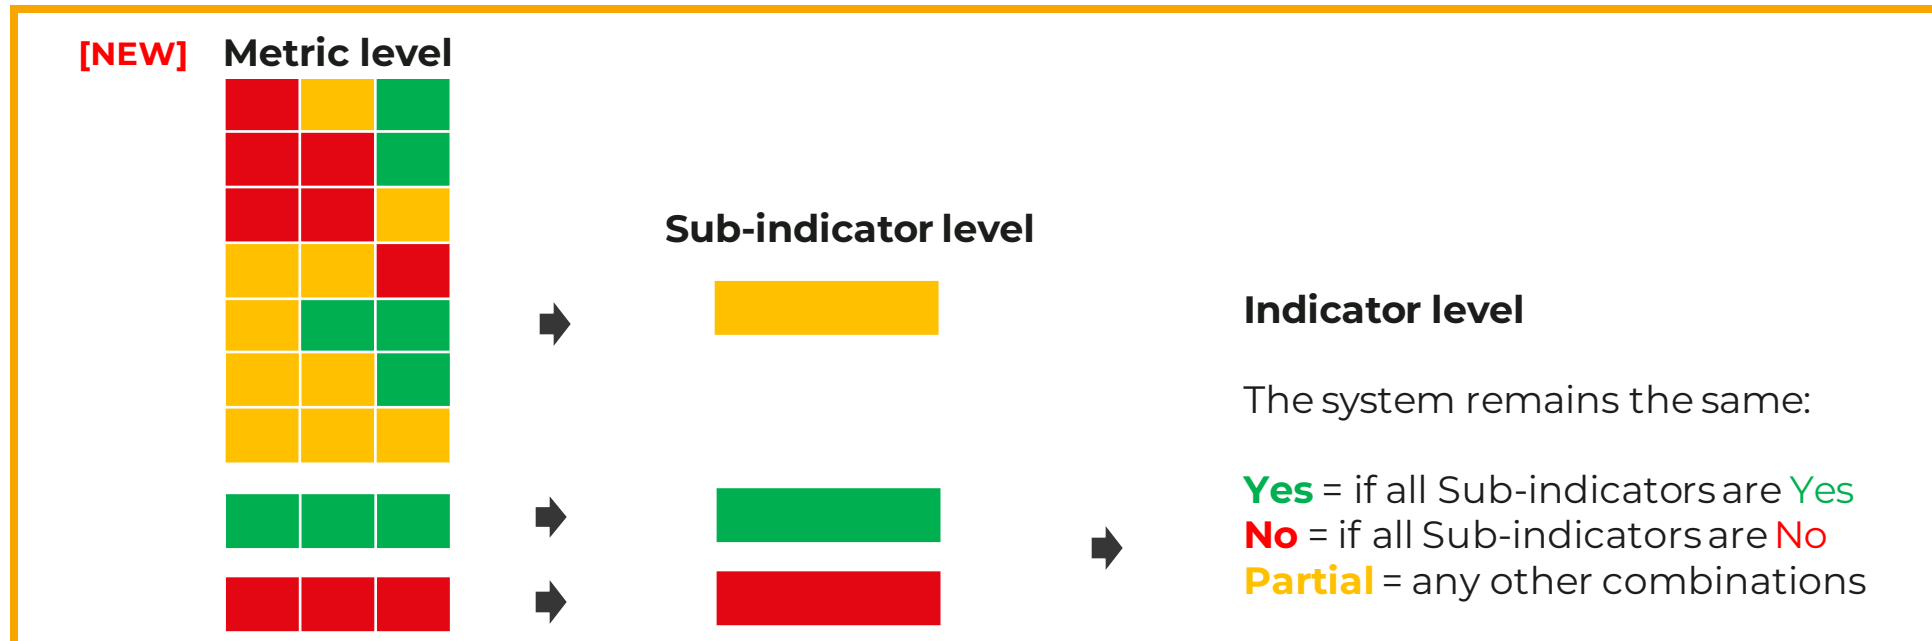 [NEW] Metric level
Sub-indicator level
Indicator level
The system remains the same:
Yes = if all Sub-indicators are Yes
No = if all Sub-indicators are No
Partial = any other combinations